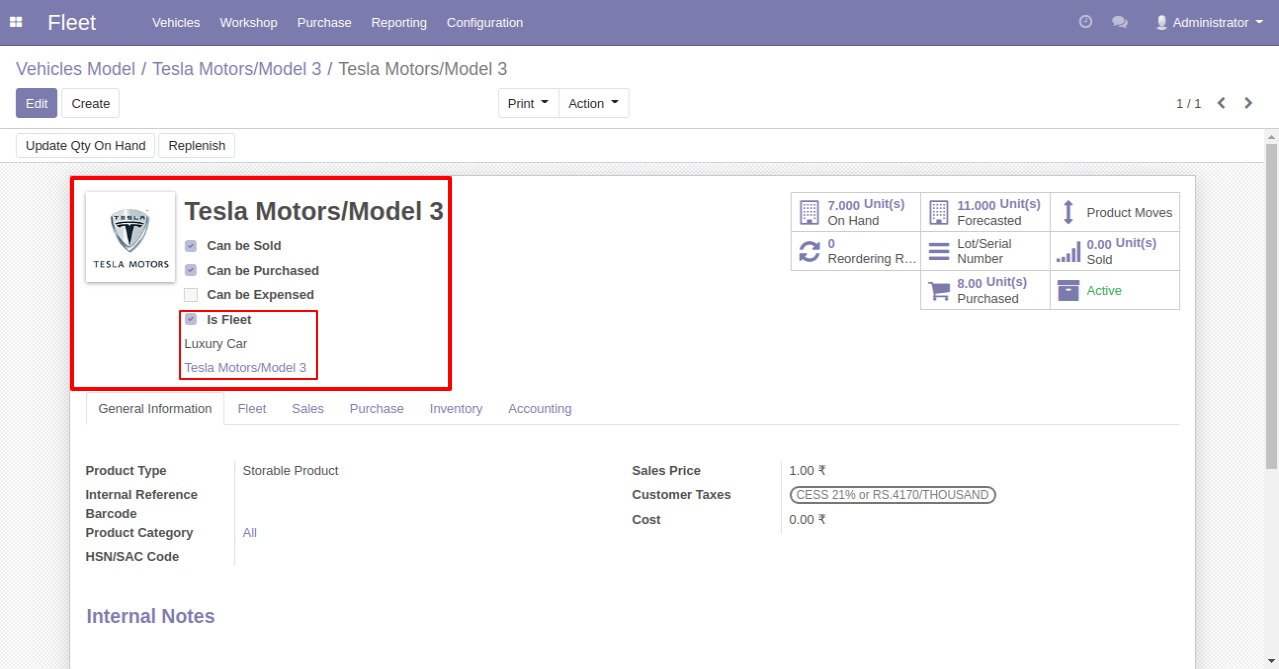 Fleet Vehicles Workshop Purchase Reporting Configuration Administrator
Vehicles Model / Tesla Motors/Model 3 / Tesla Motors/Model 3
Edit Create Print Action 1 / 1
Update Qty On Hand Replenish
TESLA
TESLA MOTORS
Tesla Motors/Model 3
Can be Sold
Can be Purchased
Can be Expensed
Is Fleet
Luxury Car
Tesla Motors/Model 3
7.000 Unit(s)
On Hand
11.000 Unit(s)
Forecasted
Product Moves
0
Reordering R...
Lot/Serial
Number
0.00 Unit(s)
Sold
8.00 Unit(s)
Purchased
Active
General Information Fleet Sales Purchase Inventory Accounting
Product Type Storable Product
Internal Reference
Barcode
Product Category All
HSN/SAC Code
Sales Price 1.00 ₹
Customer Taxes CESS 21% or RS.4170/THOUSAND
Cost 0.00 ₹
Internal Notes